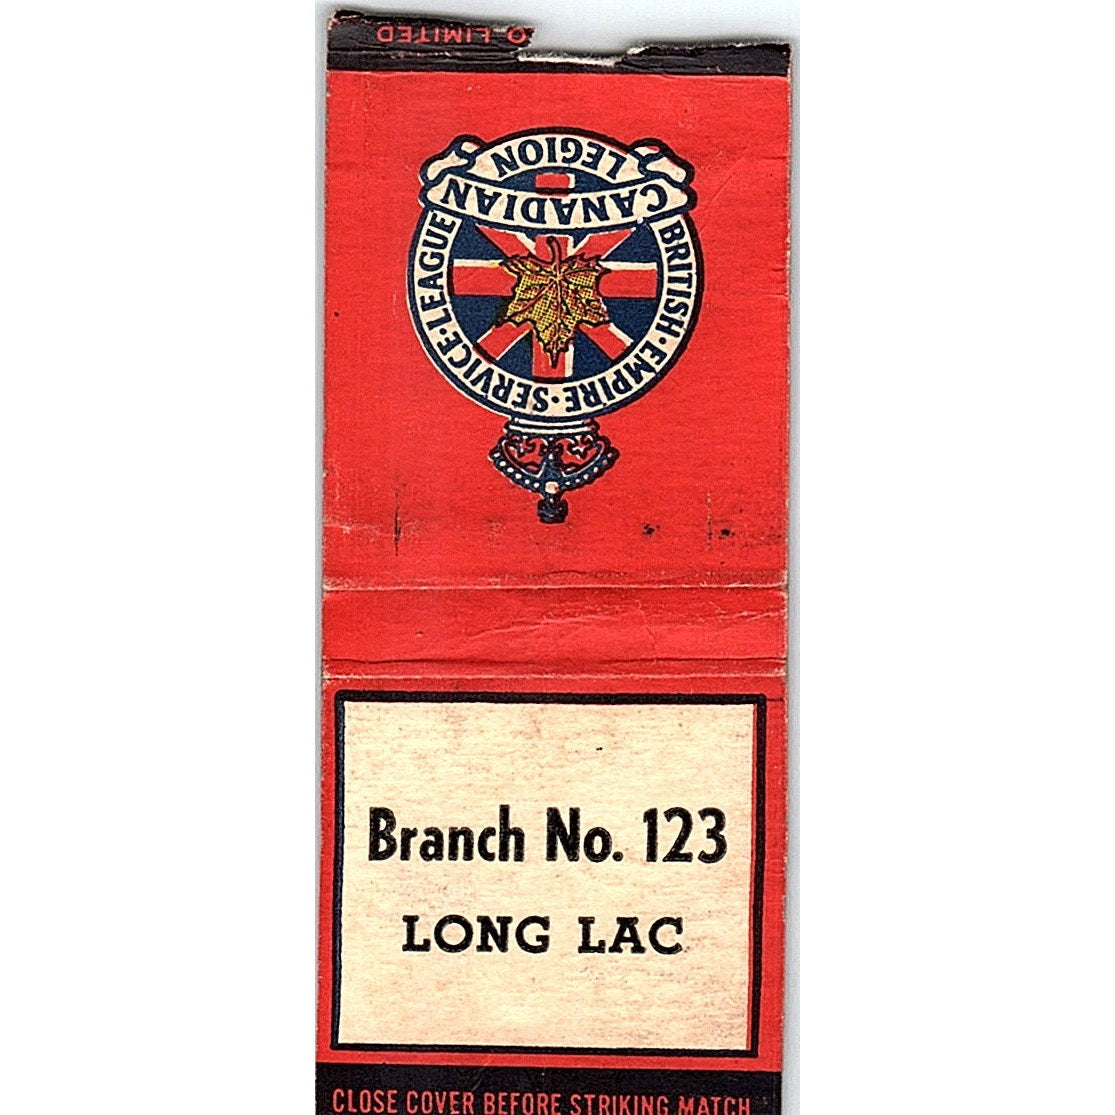 LIMITED
CANADIAN
LEGION
BRITISH·EMPIRE·SERVICE·LEAGUE
Branch No. 123
LONG LAC
CLOSE COVER BEFORE STRIKING MATCH